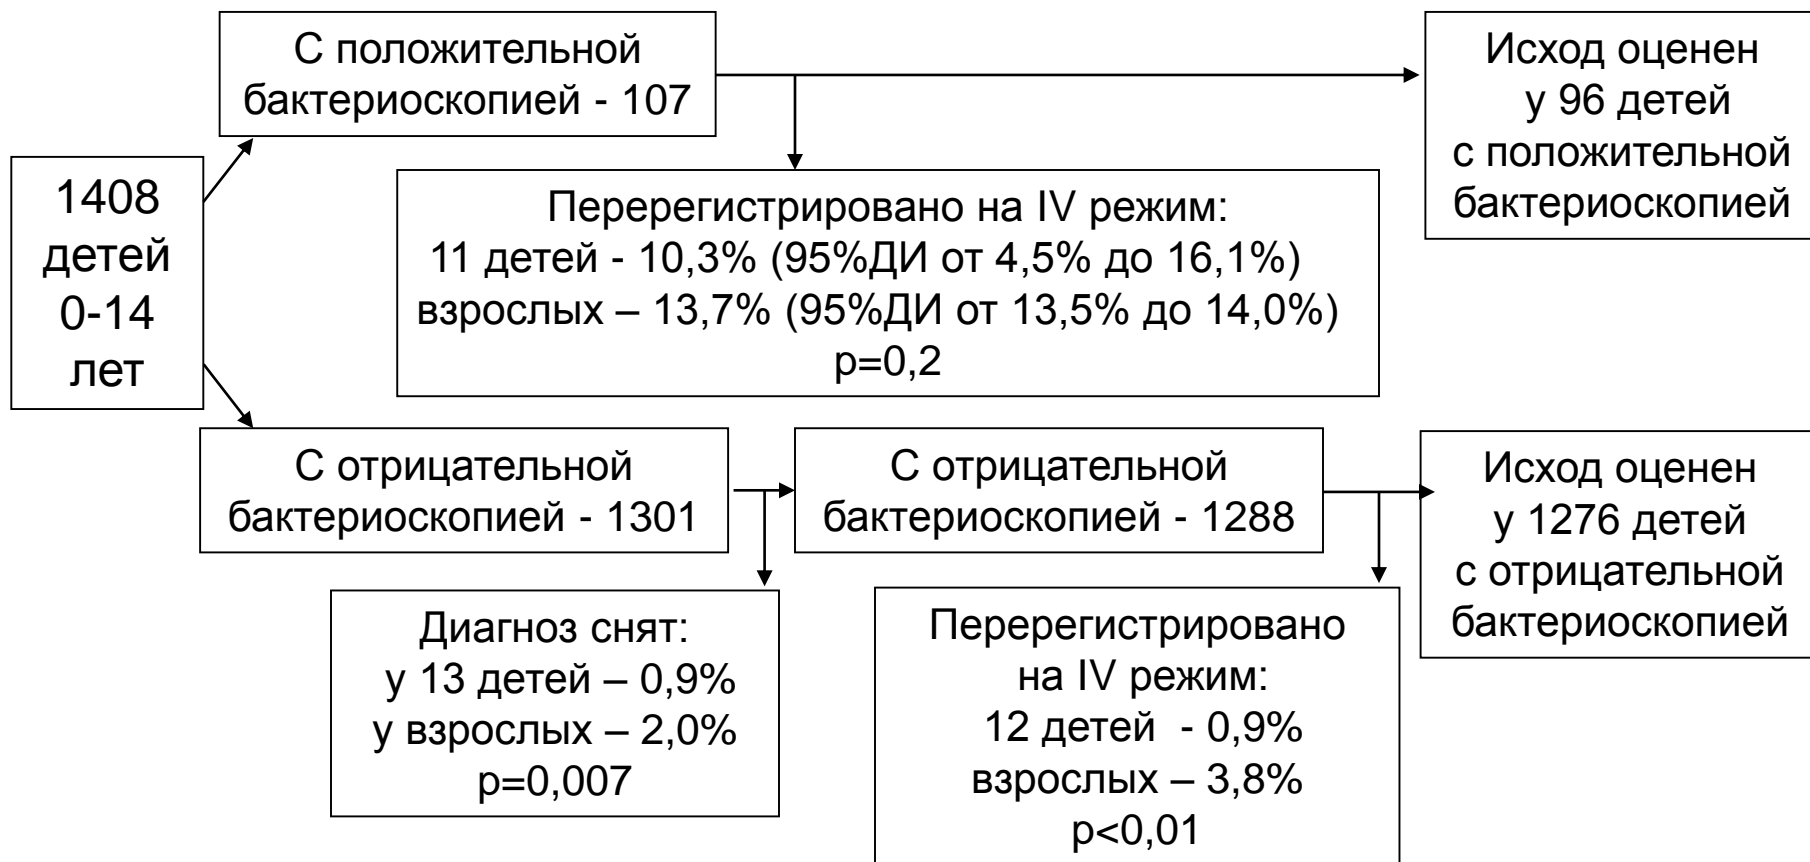 С положительной
бактериоскопией - 107
Исход оценен
у 96 детей
с положительной
бактериоскопией
1408
детей
0-14
лет
Перерегистрировано на IV режим:
11 детей - 10,3% (95%ДИ от 4,5% до 16,1%)
взрослых – 13,7% (95%ДИ от 13,5% до 14,0%)
р=0,2
С отрицательной
бактериоскопией - 1301
С отрицательной
бактериоскопией - 1288
Исход оценен
у 1276 детей
с отрицательной
бактериоскопией
Диагноз снят:
у 13 детей – 0,9%
у взрослых – 2,0%
р=0,007
Перерегистрировано
на IV режим:
12 детей - 0,9%
взрослых – 3,8%
р<0,01